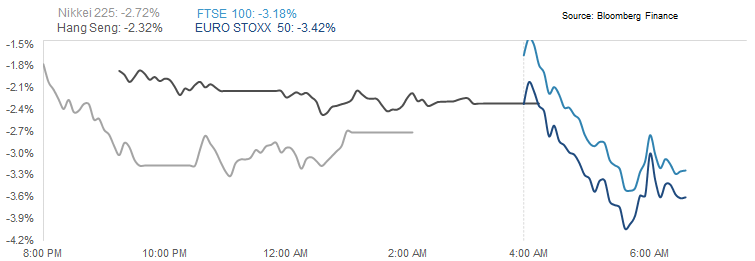 Nikkei 225: -2.72%
FTSE 100: -3.18%
Source: Bloomberg Finance
Hang Seng: -2.32%
EURO STOXX 50: -3.42%
-1.5%
-1.8%
-2.1%
-2.4%
-2.7%
-3.0%
-3.3%
-3.6%
-3.9%
-4.2%
8:00 PM
10:00 PM
12:00 AM
2:00 AM
4:00 AM
6:00 AM